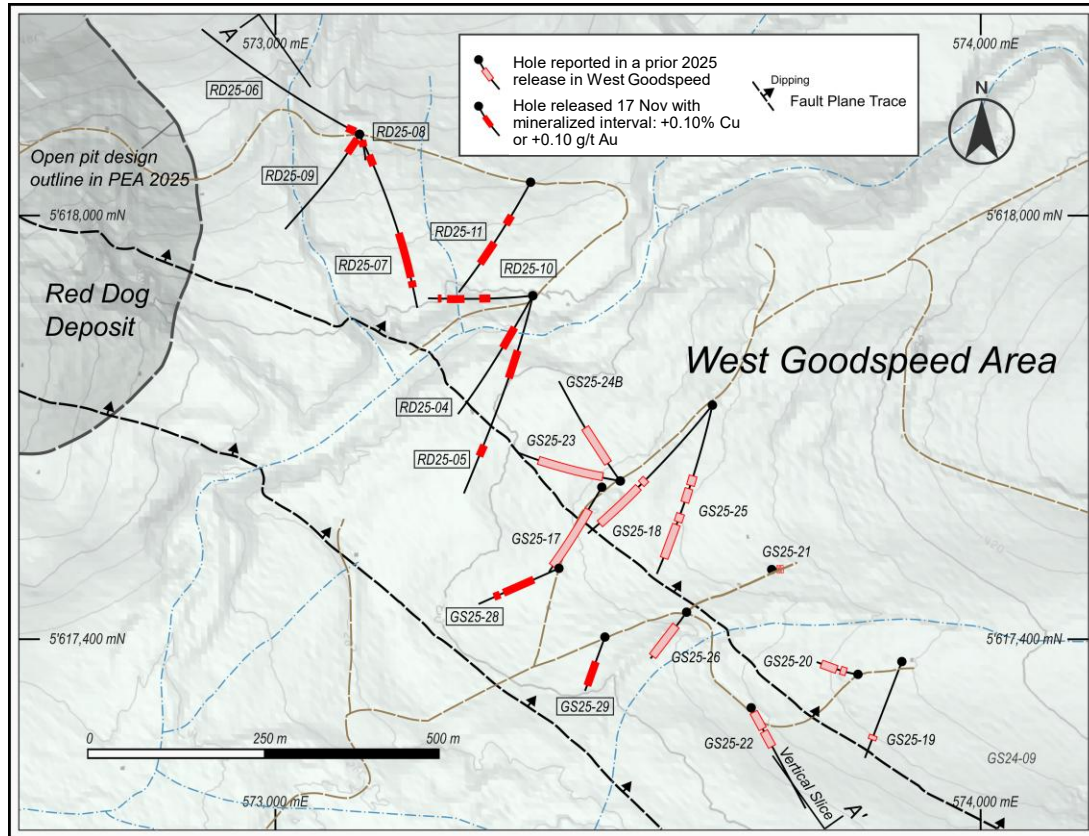 A
573,000 mE
574,000 mE
Hole reported in a prior 2025
release in West Goodspeed
Hole released 17 Nov with
mineralized interval: +0.10% Cu
or +0.10 g/t Au
Dipping
Fault Plane Trace
N
RD25-06
RD25-08
Open pit design
outline in PEA 2025
RD25-09
5'618,000 mN
5'618,000 mN
RD25-11
RD25-07
RD25-10
Red Dog
Deposit
West Goodspeed Area
GS25-24B
RD25-04
GS25-23
RD25-05
GS25-18
GS25-25
GS25-17
GS25-21
GS25-28
5'617,400 mN
5'617,400 mN
GS25-26
GS25-20
GS25-29
GS25-19
GS25-22
Vertical Slice
A'
GS24-09
0
250 m
500 m
573,000 mE
574,000 mE